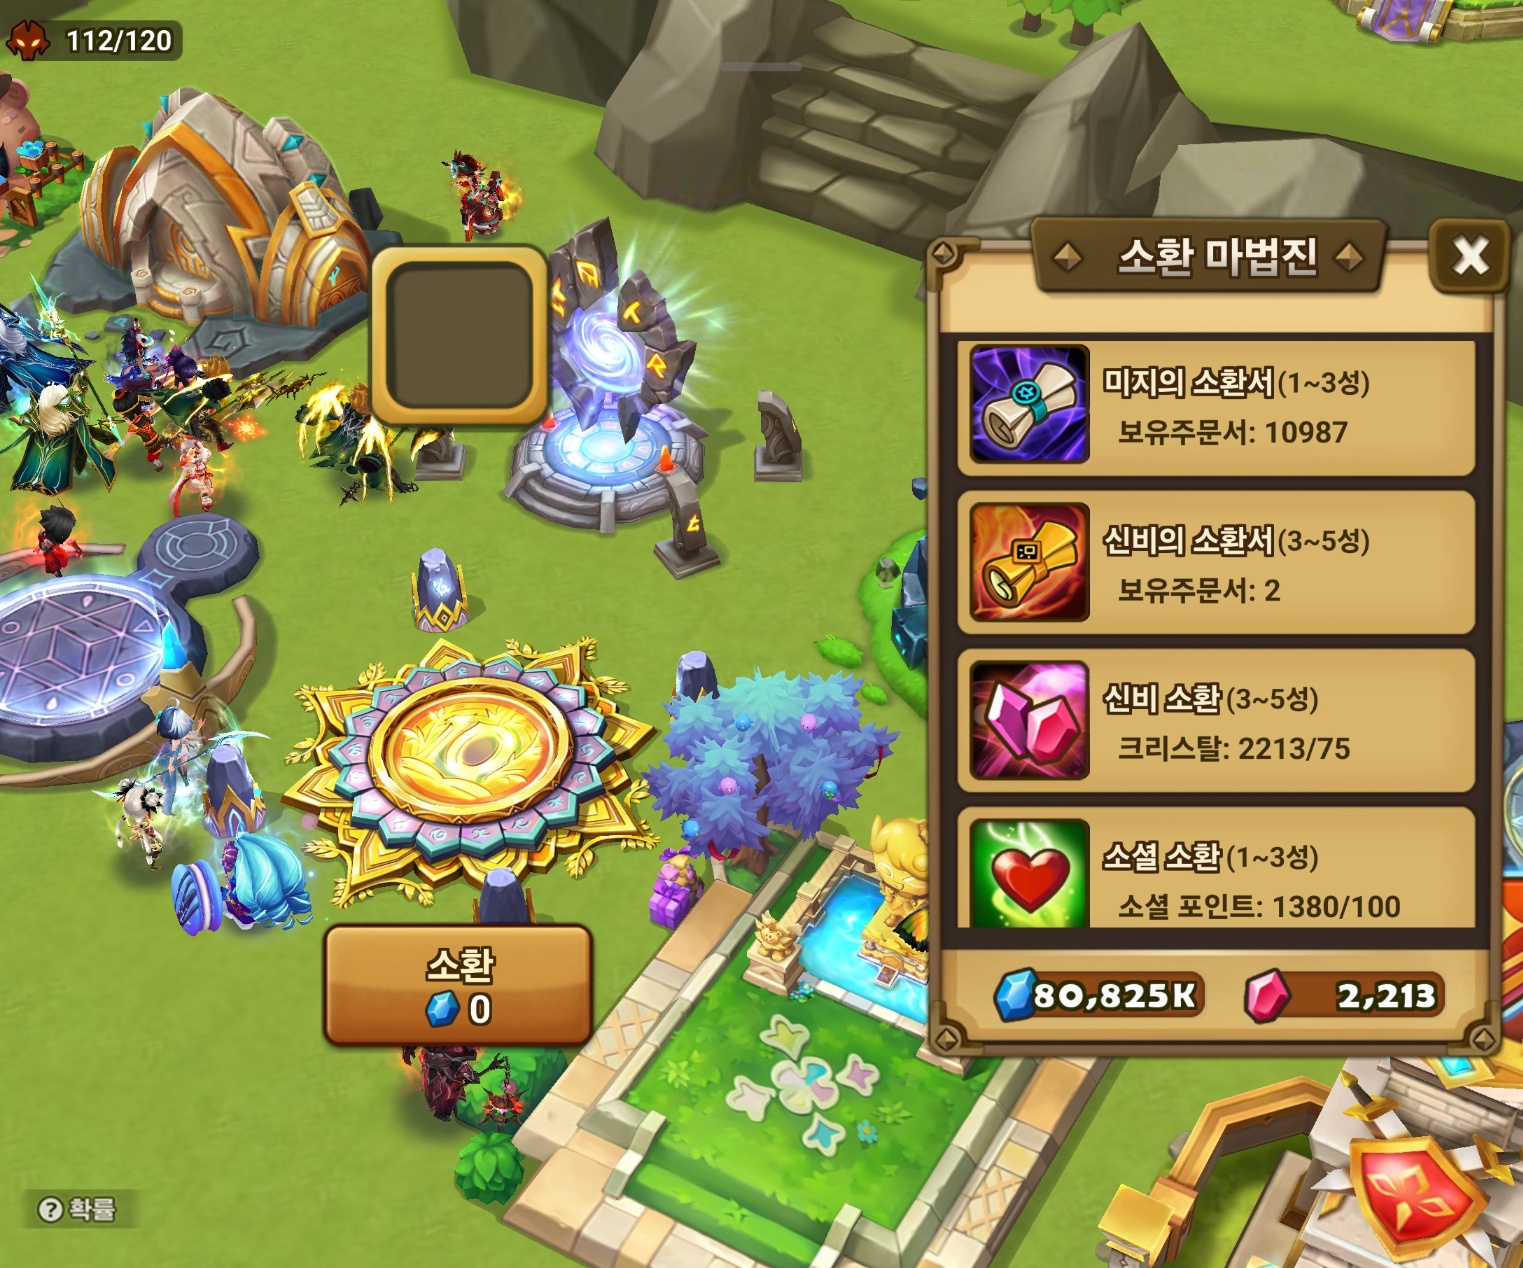 112/120
소환 마법진
미지의 소환서(1~3성)
보유주문서: 10987
신비의 소환서(3~5성)
보유주문서: 2
신비 소환(3~5성)
크리스탈: 2213/75
소셜 소환(1~3성)
소셜 포인트: 1380/100
80,825K 2,213
소환
0
? 확률